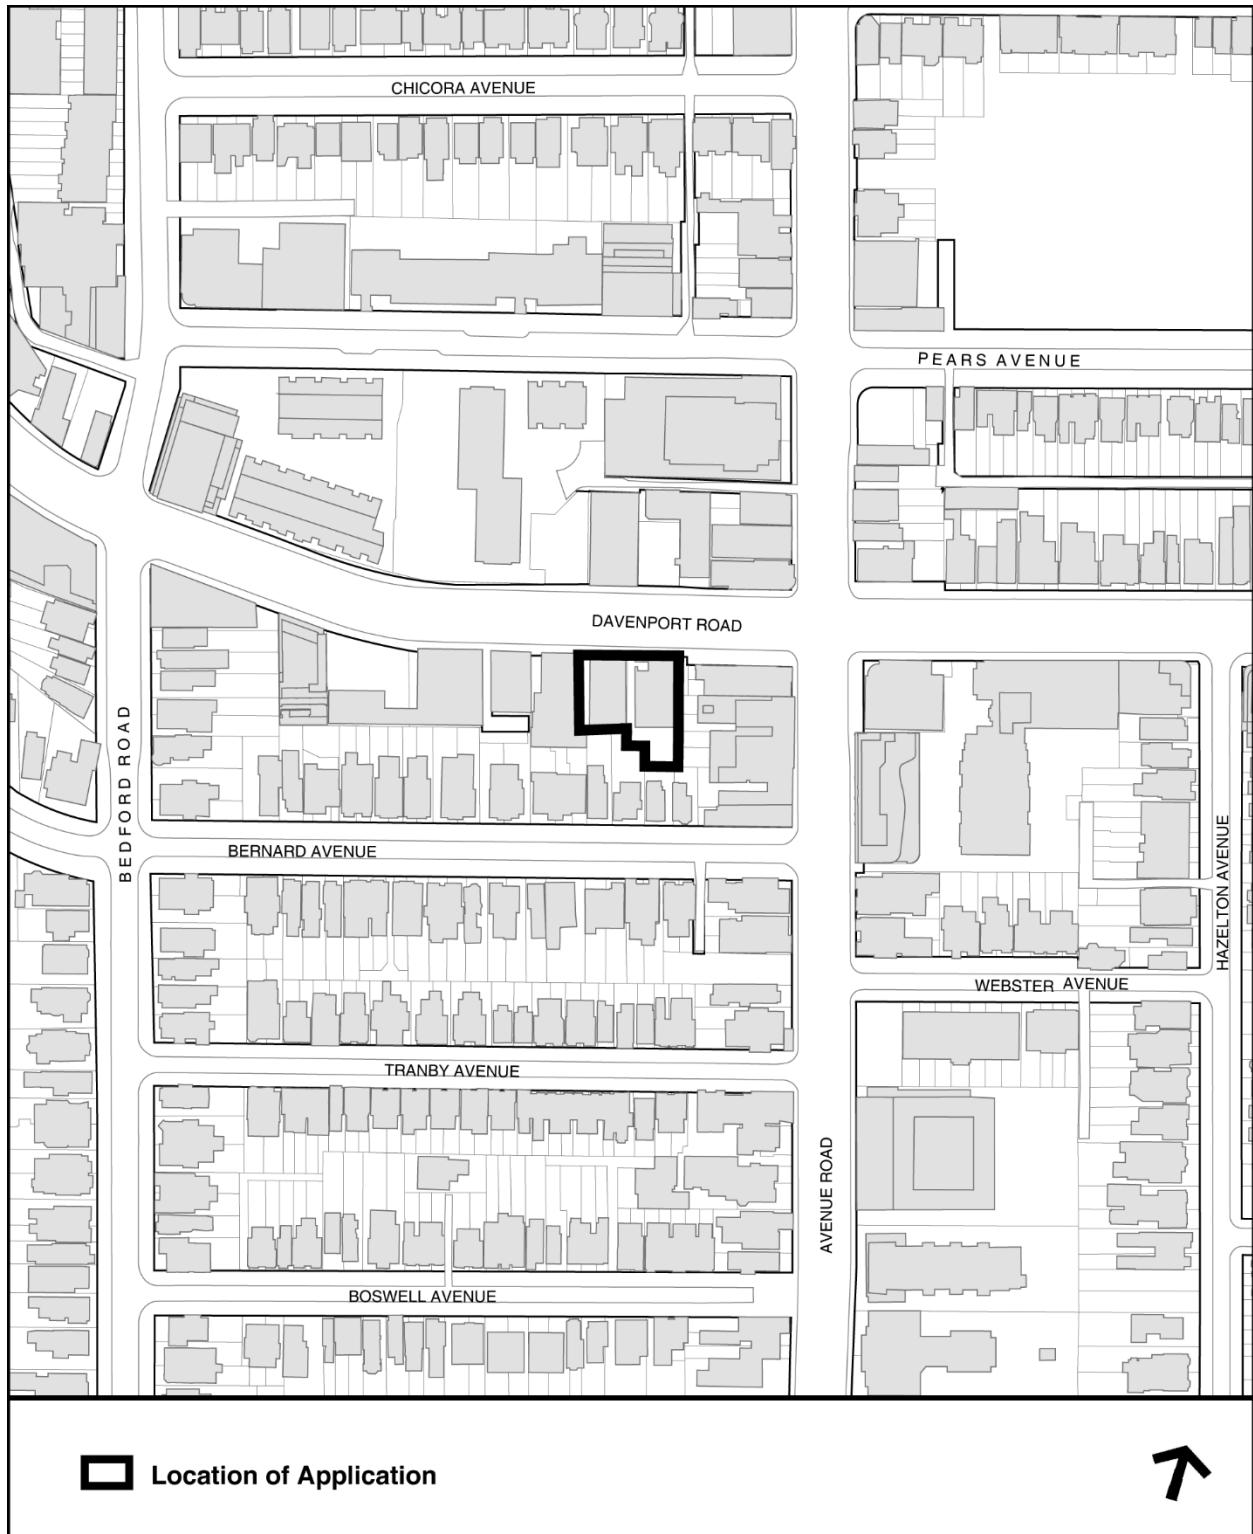 CHICORA AVENUE
PEARS AVENUE
DAVENPORT ROAD
BEDFORD ROAD
BERNARD AVENUE
HAZELTON AVENUE
WEBSTER AVENUE
TRANBY AVENUE
AVENUE ROAD
BOSWELL AVENUE
Location of Application